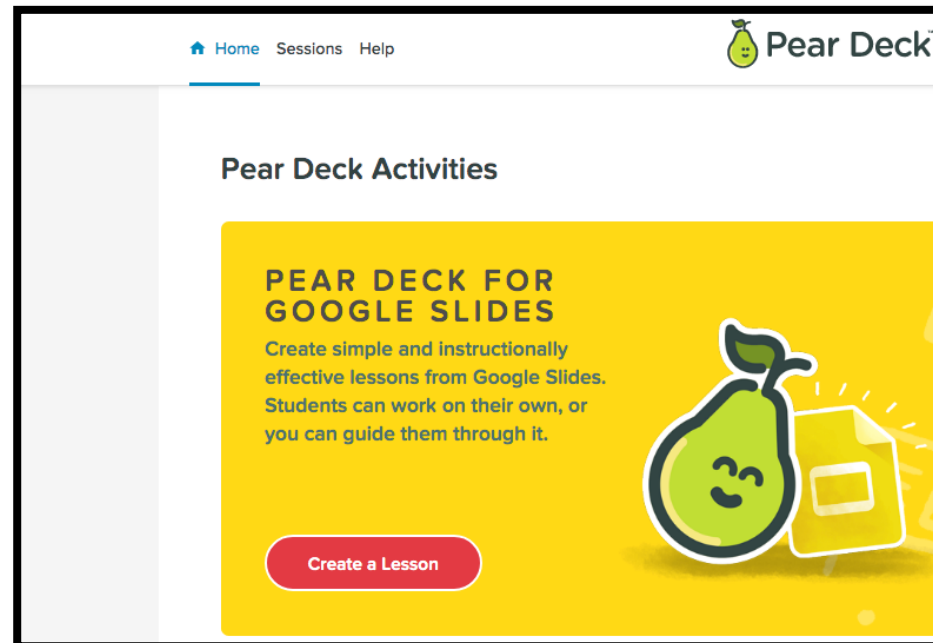 Home Sessions Help
Pear Deck™
Pear Deck Activities
PEAR DECK FOR
GOOGLE SLIDES
Create simple and instructionally
effective lessons from Google Slides.
Students can work on their own, or
you can guide them through it.
Create a Lesson